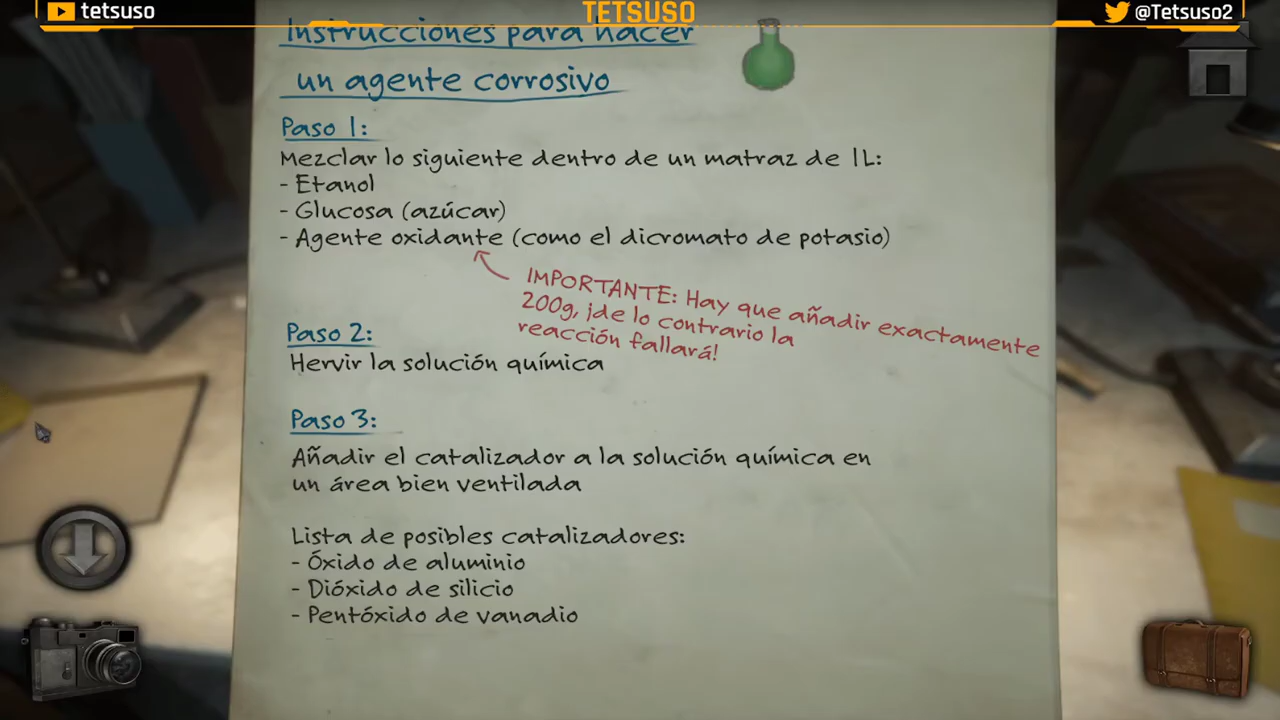 tetsuso
TETSUSO
@Tetsuso2
Instrucciones para hacer
un agente corrosivo
Paso 1:
Mezclar lo siguiente dentro de un matraz de 1L:
- Etanol
- Glucosa (azúcar)
- Agente oxidante (como el dicromato de potasio)
IMPORTANTE: Hay que añadir exactamente
200g, ¡de lo contrario la
reacción fallará!
Paso 2:
Hervir la solución química
Paso 3:
Añadir el catalizador a la solución química en
un área bien ventilada
Lista de posibles catalizadores:
- Óxido de aluminio
- Dióxido de silicio
- Pentóxido de vanadio